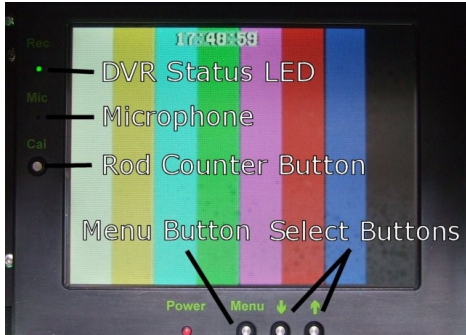 17:48:59
Rec
DVR Status LED
Mic
Microphone
Cal
Rod Counter Button
Menu Button Select Buttons
Power Menu